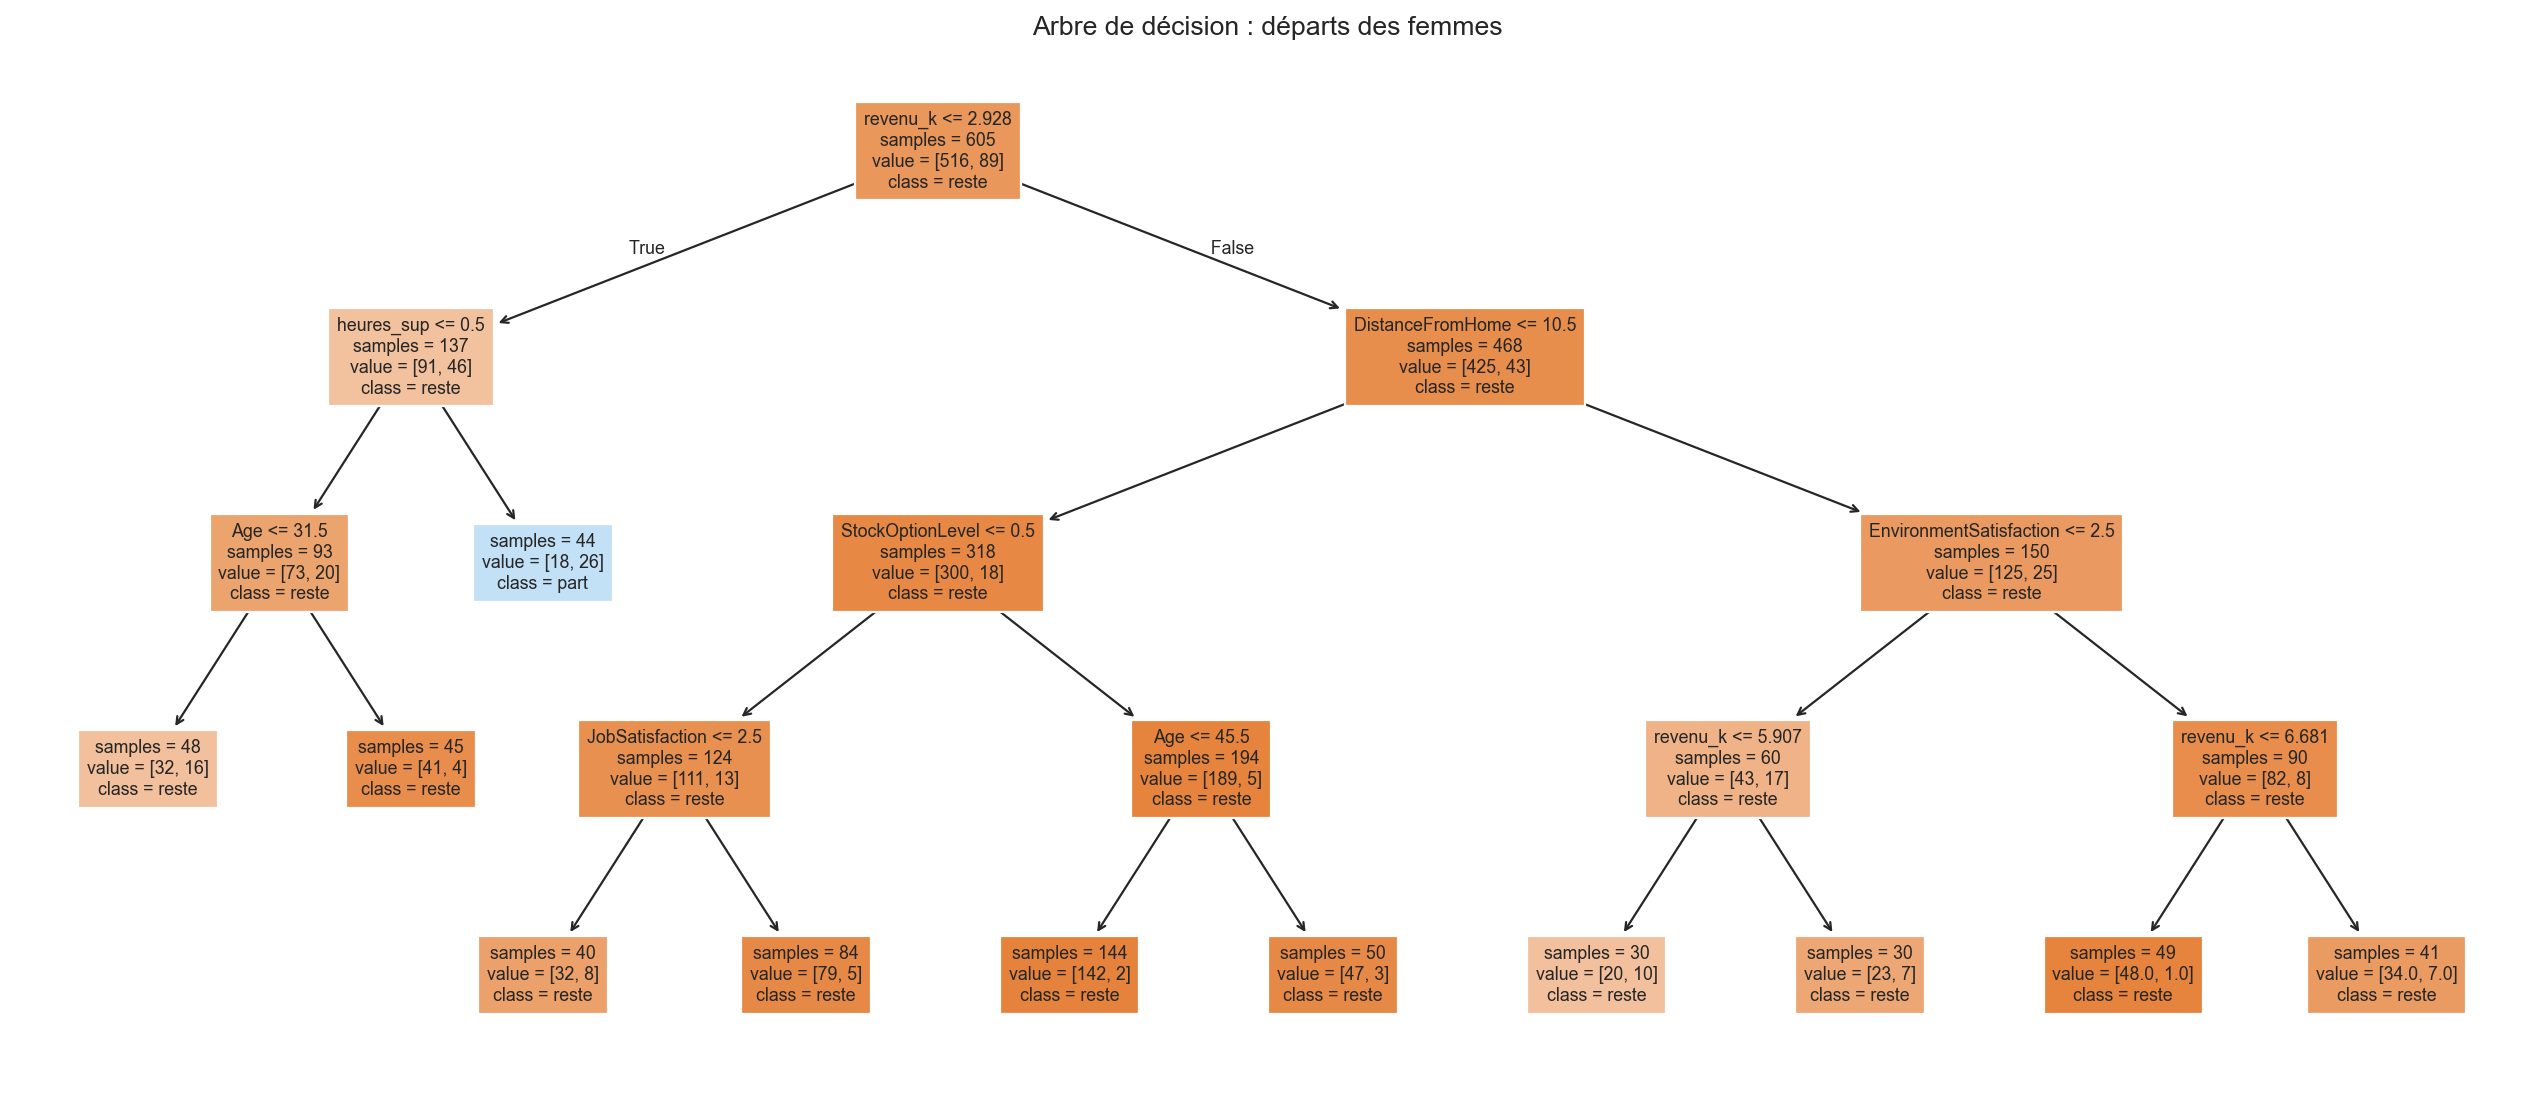 Arbre de décision : départs des femmes
revenu_k <= 2.928
samples = 605
value = [516, 89]
class = reste
True
False
heures_sup <= 0.5
samples = 137
value = [91, 46]
class = reste
DistanceFromHome <= 10.5
samples = 468
value = [425, 43]
class = reste
Age <= 31.5
samples = 93
value = [73, 20]
class = reste
samples = 44
value = [18, 26]
class = part
StockOptionLevel <= 0.5
samples = 318
value = [300, 18]
class = reste
EnvironmentSatisfaction <= 2.5
samples = 150
value = [125, 25]
class = reste
samples = 48
value = [32, 16]
class = reste
samples = 45
value = [41, 4]
class = reste
JobSatisfaction <= 2.5
samples = 124
value = [111, 13]
class = reste
Age <= 45.5
samples = 194
value = [189, 5]
class = reste
revenu_k <= 5.907
samples = 60
value = [43, 17]
class = reste
revenu_k <= 6.681
samples = 90
value = [82, 8]
class = reste
samples = 40
value = [32, 8]
class = reste
samples = 84
value = [79, 5]
class = reste
samples = 144
value = [142, 2]
class = reste
samples = 50
value = [47, 3]
class = reste
samples = 30
value = [20, 10]
class = reste
samples = 30
value = [23, 7]
class = reste
samples = 49
value = [48.0, 1.0]
class = reste
samples = 41
value = [34.0, 7.0]
class = reste